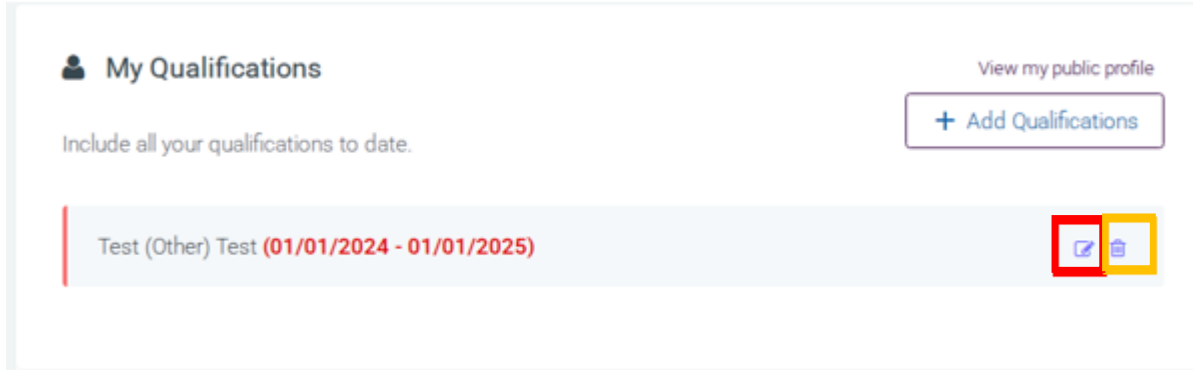 My Qualifications
View my public profile
+ Add Qualifications
Include all your qualifications to date.
Test (Other) Test (01/01/2024 - 01/01/2025)